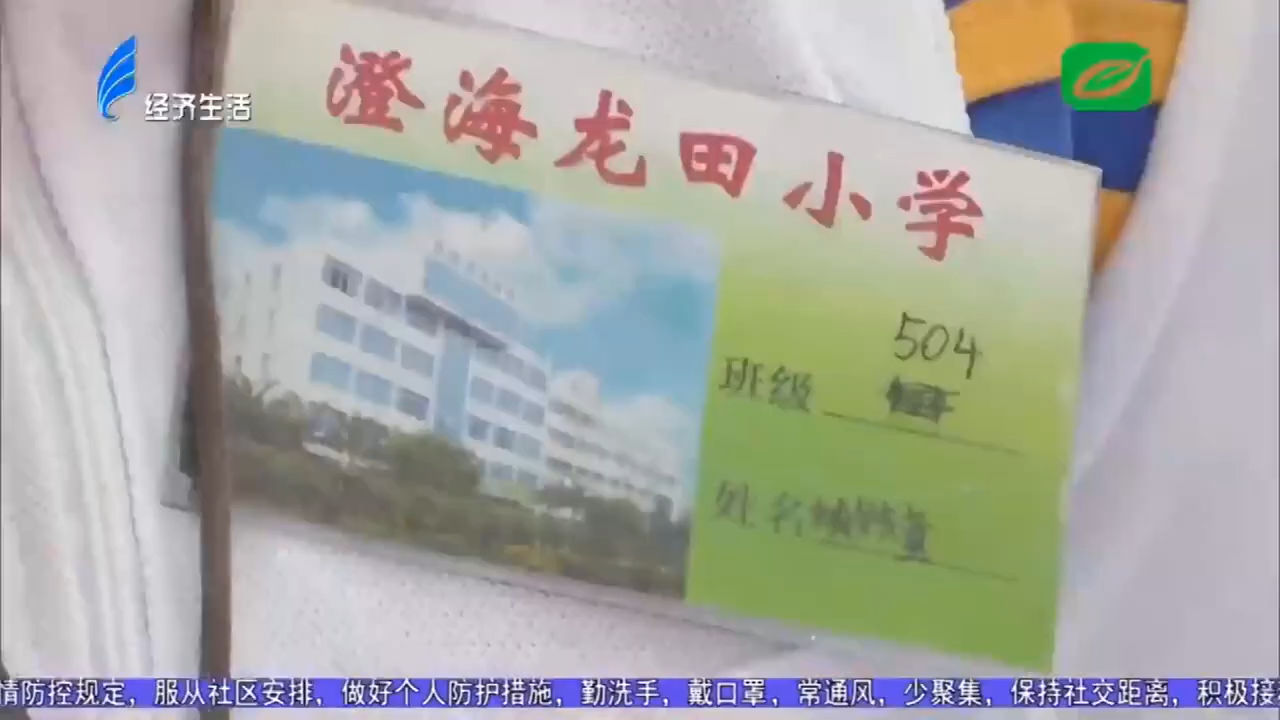 经济生活
澄海龙田小学
504
班级
姓名
情防控规定，服从社区安排，做好个人防护措施，勤洗手，戴口罩，常通风，少聚集，保持社交距离，积极接